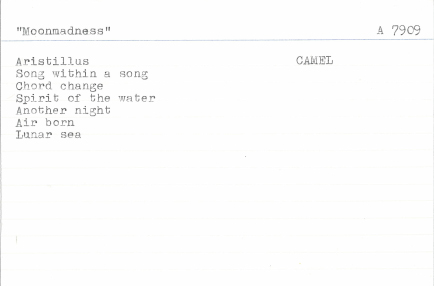 "Moonmadness" A 7909
Aristillus CAMEL
Song within a song
Chord change
Spirit of the water
Another night
Air born
Lunar sea